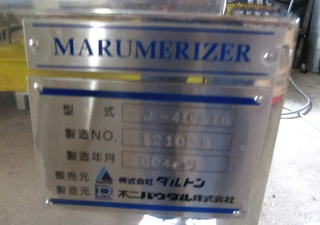 MARUMERIZER
型 式
製造NO.
製造年月
販売元 株式会社 ダルトン
製造元 不二パウダル株式会社